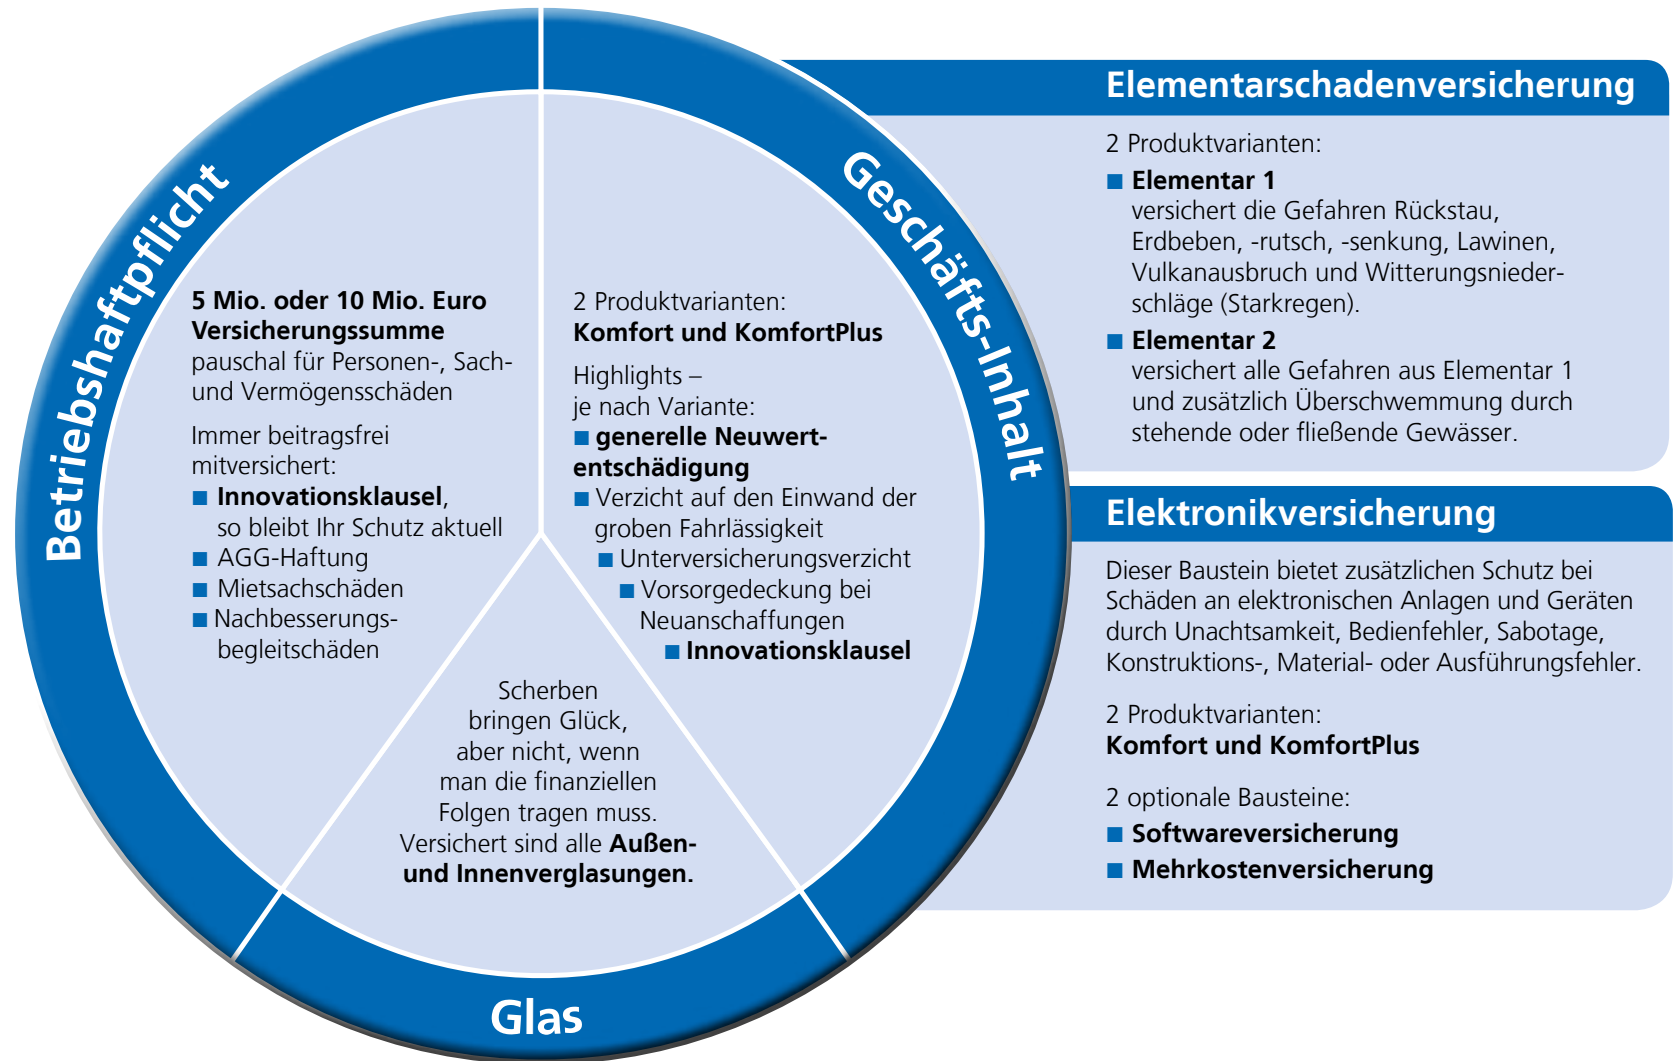 Betriebshaftpflicht
5 Mio. oder 10 Mio. Euro
Versicherungssumme
pauschal für Personen-, Sach-
und Vermögensschäden
Immer beitragsfrei
mitversichert:
■ Innovationsklausel,
so bleibt Ihr Schutz aktuell
■ AGG-Haftung
■ Mietsachschäden
■ Nachbesserungs-
begleitschäden
Geschäfts-Inhalt
2 Produktvarianten:
Komfort und KomfortPlus
Highlights –
je nach Variante:
■ generelle Neuwert-
entschädigung
■ Verzicht auf den Einwand der
groben Fahrlässigkeit
■ Unterversicherungsverzicht
■ Vorsorgedeckung bei
Neuanschaffungen
■ Innovationsklausel
Scherben
bringen Glück,
aber nicht, wenn
man die finanziellen
Folgen tragen muss.
Versichert sind alle Außen-
und Innenverglasungen.
Glas
Elementarschadenversicherung
2 Produktvarianten:
■ Elementar 1
versichert die Gefahren Rückstau,
Erdbeben, -rutsch, -senkung, Lawinen,
Vulkanausbruch und Witterungsnieder-
schläge (Starkregen).
■ Elementar 2
versichert alle Gefahren aus Elementar 1
und zusätzlich Überschwemmung durch
stehende oder fließende Gewässer.
Elektronikversicherung
Dieser Baustein bietet zusätzlichen Schutz bei
Schäden an elektronischen Anlagen und Geräten
durch Unachtsamkeit, Bedienfehler, Sabotage,
Konstruktions-, Material- oder Ausführungsfehler.
2 Produktvarianten:
Komfort und KomfortPlus
2 optionale Bausteine:
■ Softwareversicherung
■ Mehrkostenversicherung